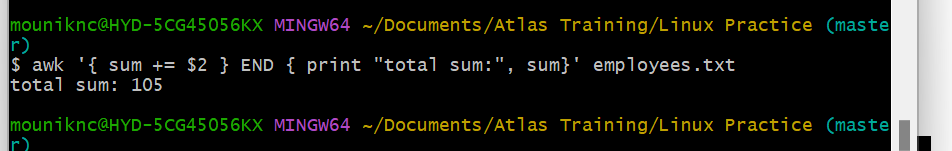 mouniknc@HYD-5CG45056KX MINGW64 ~/Documents/Atlas Training/Linux Practice (maste
r)
$ awk '{ sum += $2 } END { print "total sum:", sum}' employees.txt
total sum: 105
mouniknc@HYD-5CG45056KX MINGW64 ~/Documents/Atlas Training/Linux Practice (maste
r)